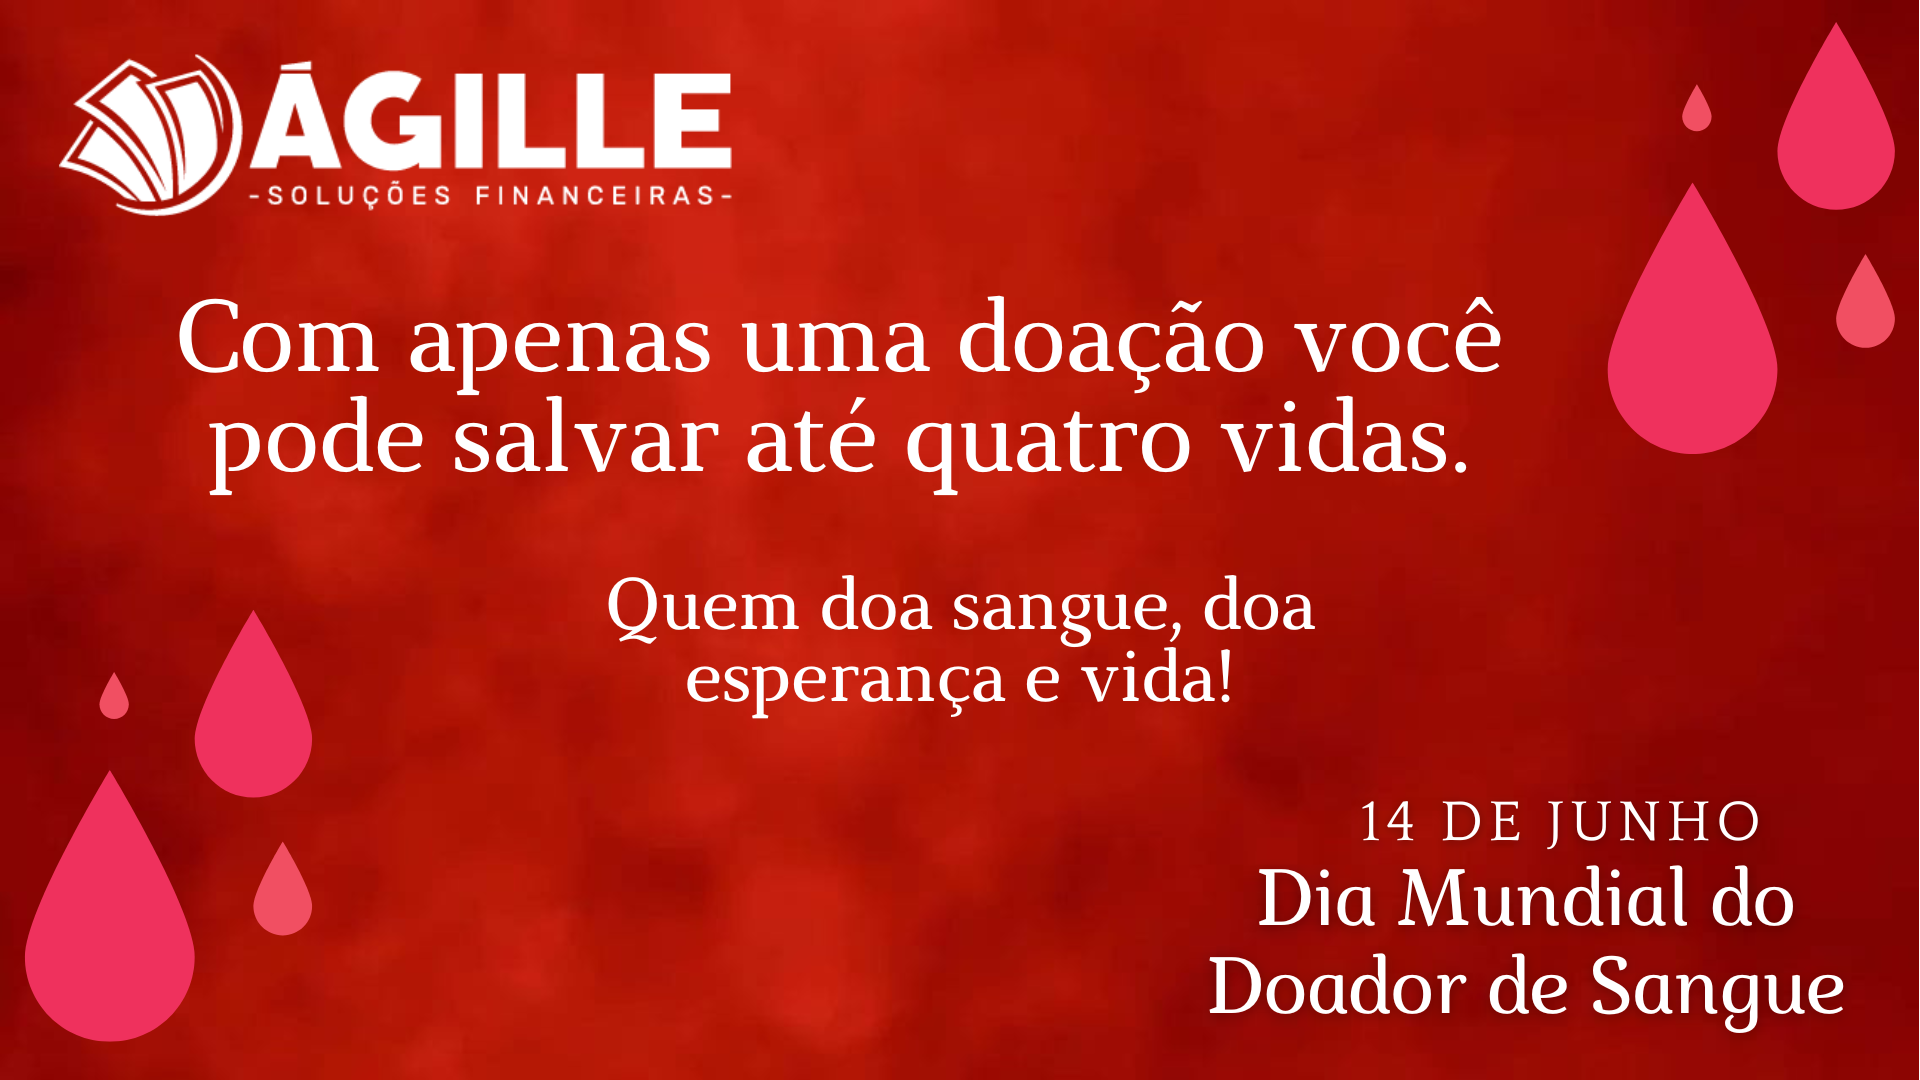 ÁGILLE
-SOLUÇÕES FINANCEIRAS-
Com apenas uma doação você
pode salvar até quatro vidas.
Quem doa sangue, doa
esperança e vida!
14 DE JUNHO
Dia Mundial do
Doador de Sangue